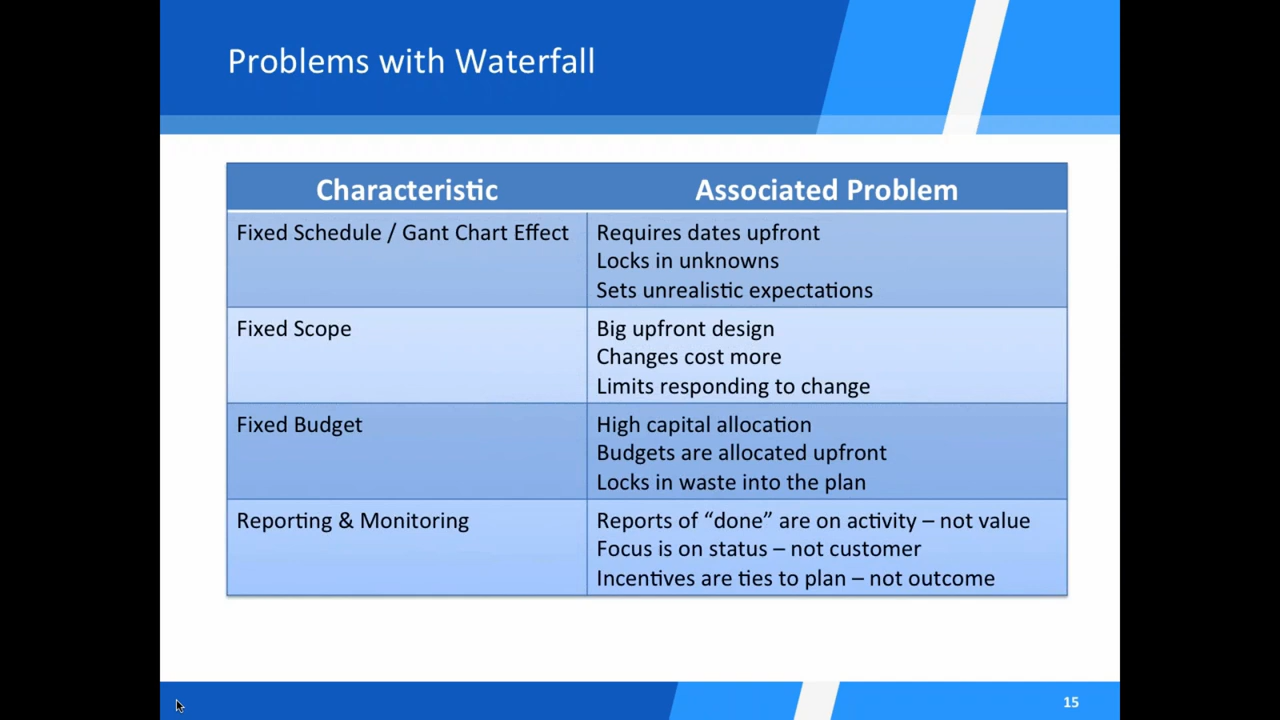 Problems with Waterfall
Characteristic Associated Problem
Fixed Schedule / Gant Chart Effect Requires dates upfront
Locks in unknowns
Sets unrealistic expectations
Fixed Scope Big upfront design
Changes cost more
Limits responding to change
Fixed Budget High capital allocation
Budgets are allocated upfront
Locks in waste into the plan
Reporting & Monitoring Reports of “done” are on activity – not value
Focus is on status – not customer
Incentives are ties to plan – not outcome
15